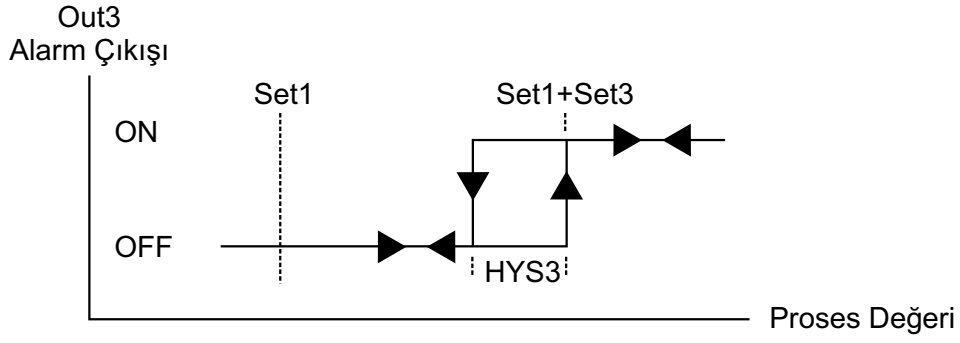 Out3
Alarm Çıkışı
Set1
Set1+Set3
ON
OFF
HYS3
Proses Değeri